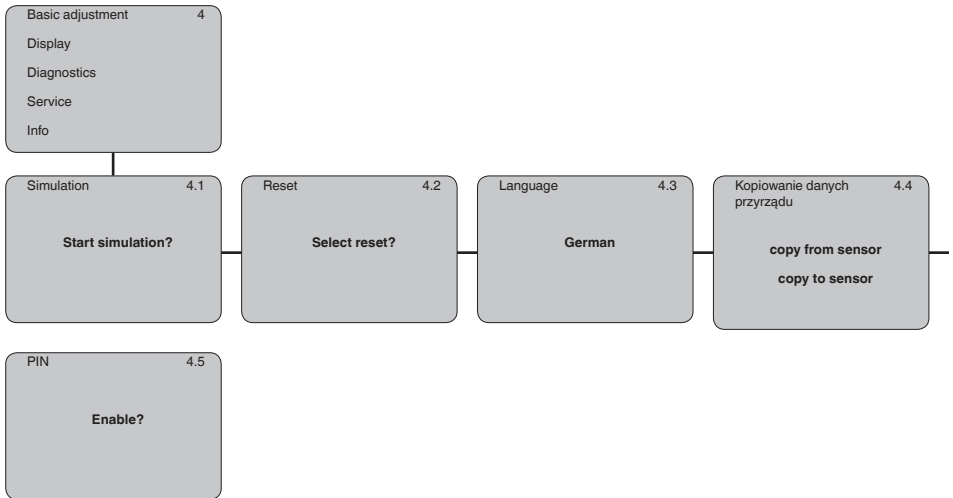 Basic adjustment 4
Display
Diagnostics
Service
Info
Simulation 4.1
Start simulation?
Reset 4.2
Select reset?
Language 4.3
German
Kopiowanie danych 4.4
przyrządu
copy from sensor
copy to sensor
PIN 4.5
Enable?